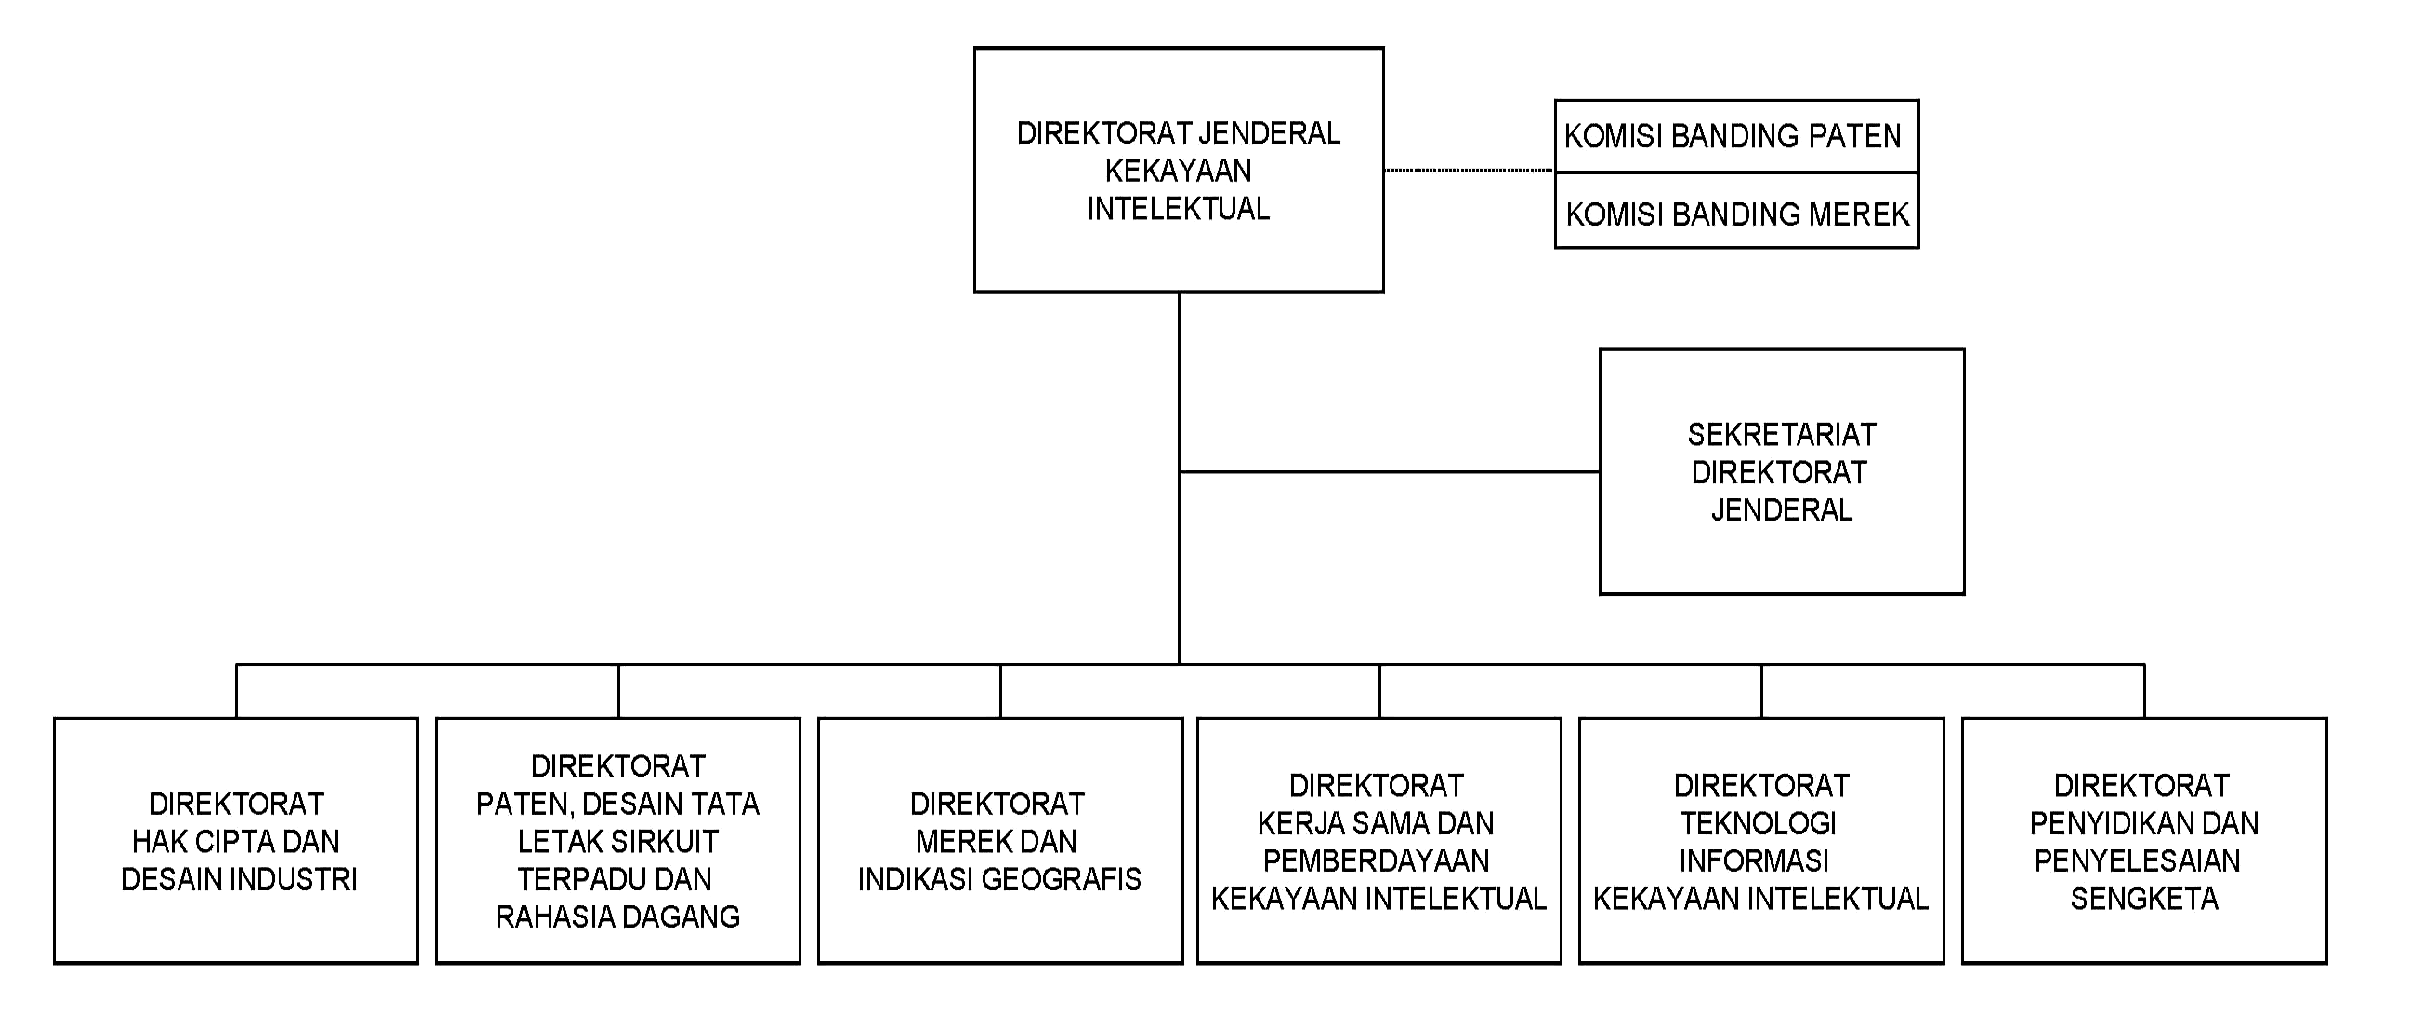 DIREKTORAT JENDERAL
KEKAYAAN
INTELEKTUAL
KOMISI BANDING PATEN
KOMISI BANDING MEREK
SEKRETARIAT
DIREKTORAT
JENDERAL
DIREKTORAT
HAK CIPTA DAN
DESAIN INDUSTRI
DIREKTORAT
PATEN, DESAIN TATA
LETAK SIRKUIT
TERPADU DAN
RAHASIA DAGANG
DIREKTORAT
MEREK DAN
INDIKASI GEOGRAFIS
DIREKTORAT
KERJA SAMA DAN
PEMBERDAYAAN
KEKAYAAN INTELEKTUAL
DIREKTORAT
TEKNOLOGI
INFORMASI
KEKAYAAN INTELEKTUAL
DIREKTORAT
PENYIDIKAN DAN
PENYELESAIAN
SENGKETA